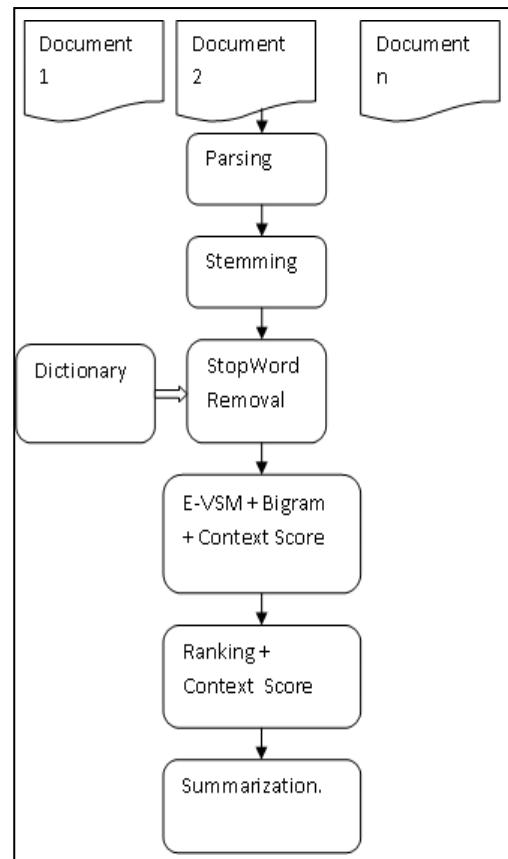 Document
1
Document
2
Document
n
Parsing
Stemming
Dictionary
StopWord
Removal
E-VSM + Bigram
+ Context Score
Ranking +
Context Score
Summarization.